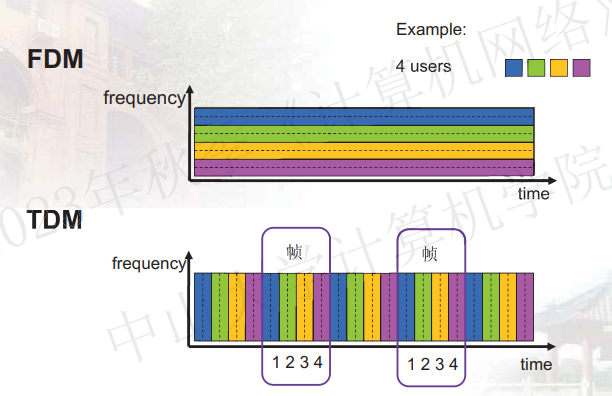 Example:
FDM
4 users
frequency
time
TDM
帧
帧
frequency
1 2 3 4
1 2 3 4
time
2023年秋
《计算机网络》
中山
学计算机学院